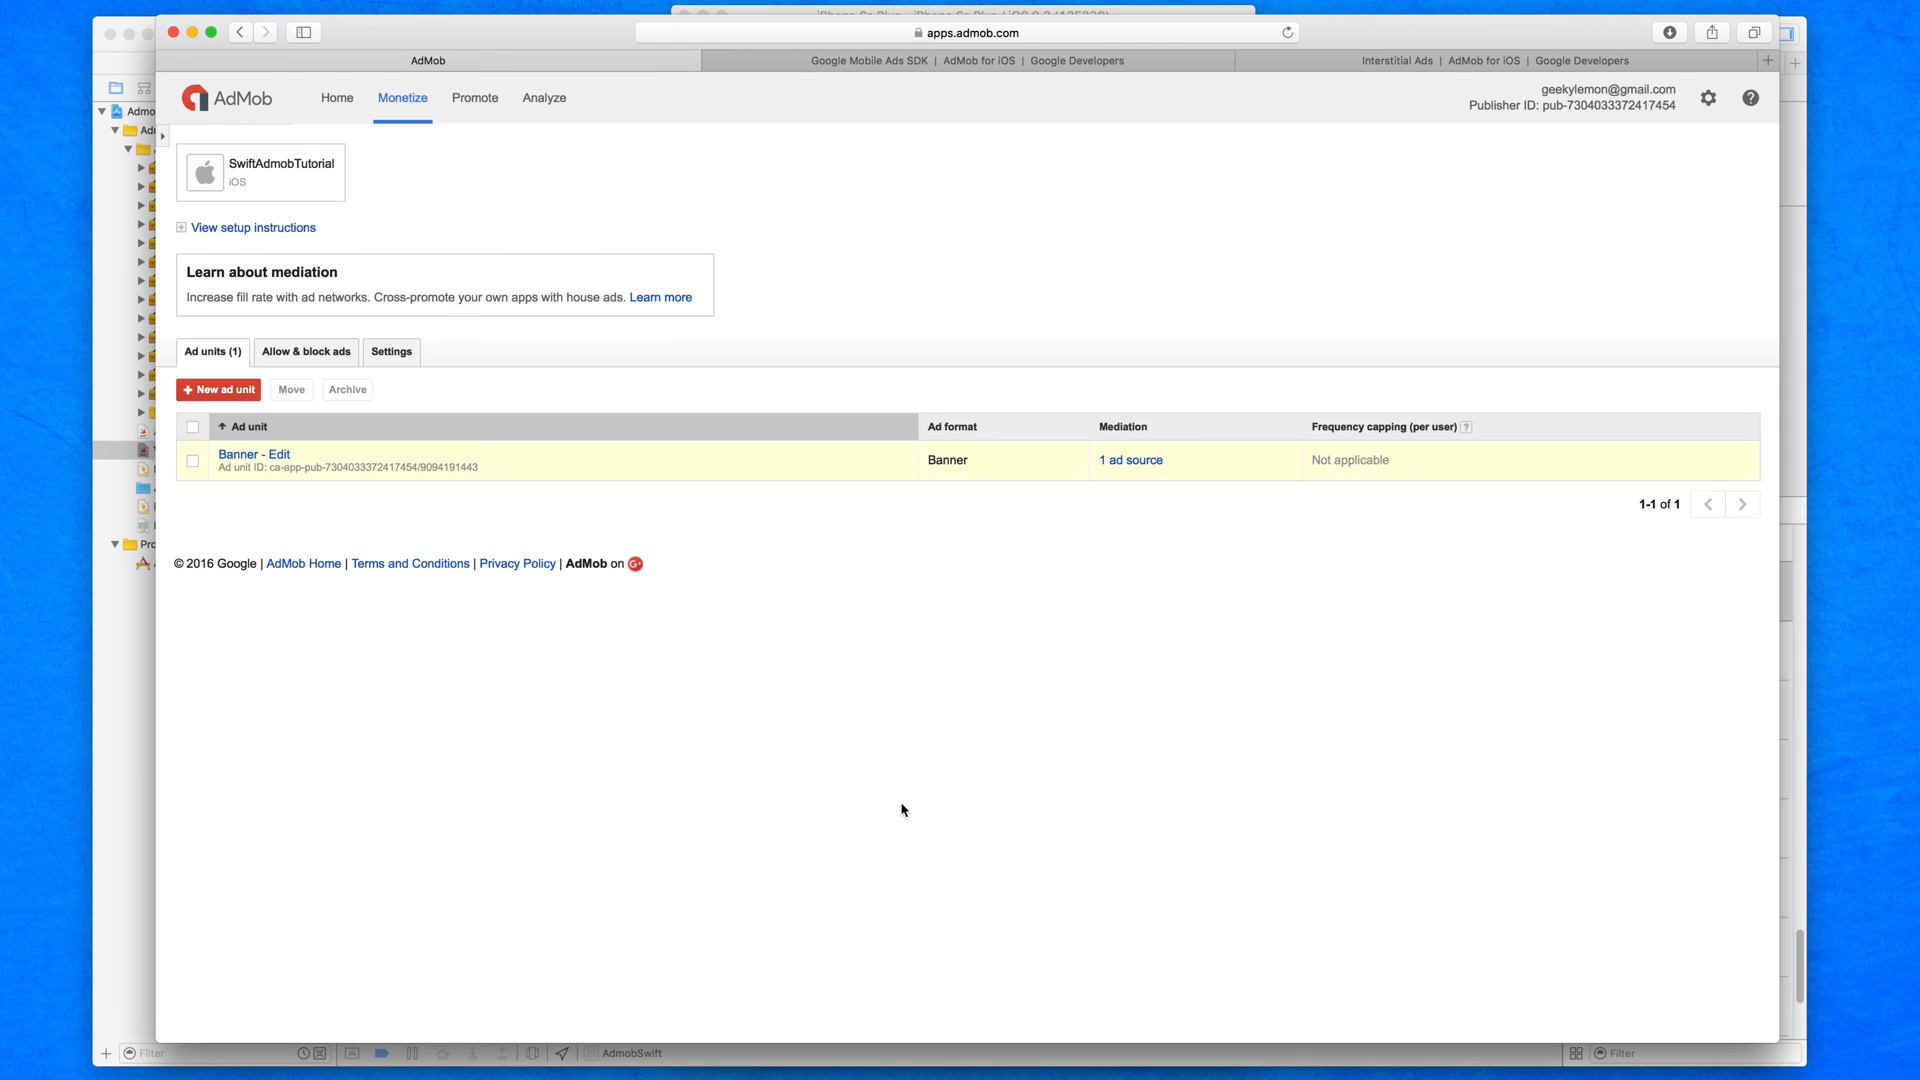 apps.admob.com
AdMob
Google Mobile Ads SDK | AdMob for iOS | Google Developers
Interstitial Ads | AdMob for iOS | Google Developers
AdMob
Home
Monetize
Promote
Analyze
geekylemon@gmail.com
Publisher ID: pub-7304033372417454
SwiftAdmobTutorial
iOS
View setup instructions
Learn about mediation
Increase fill rate with ad networks. Cross-promote your own apps with house ads. Learn more
Ad units (1)
Allow & block ads
Settings
+ New ad unit
Move
Archive
Ad unit
Ad format
Mediation
Frequency capping (per user) ?
Banner - Edit
Ad unit ID: ca-app-pub-7304033372417454/9094191443
Banner
1 ad source
Not applicable
1-1 of 1
© 2016 Google | AdMob Home | Terms and Conditions | Privacy Policy | AdMob on G+
Filter
AdmobSwift
Filter